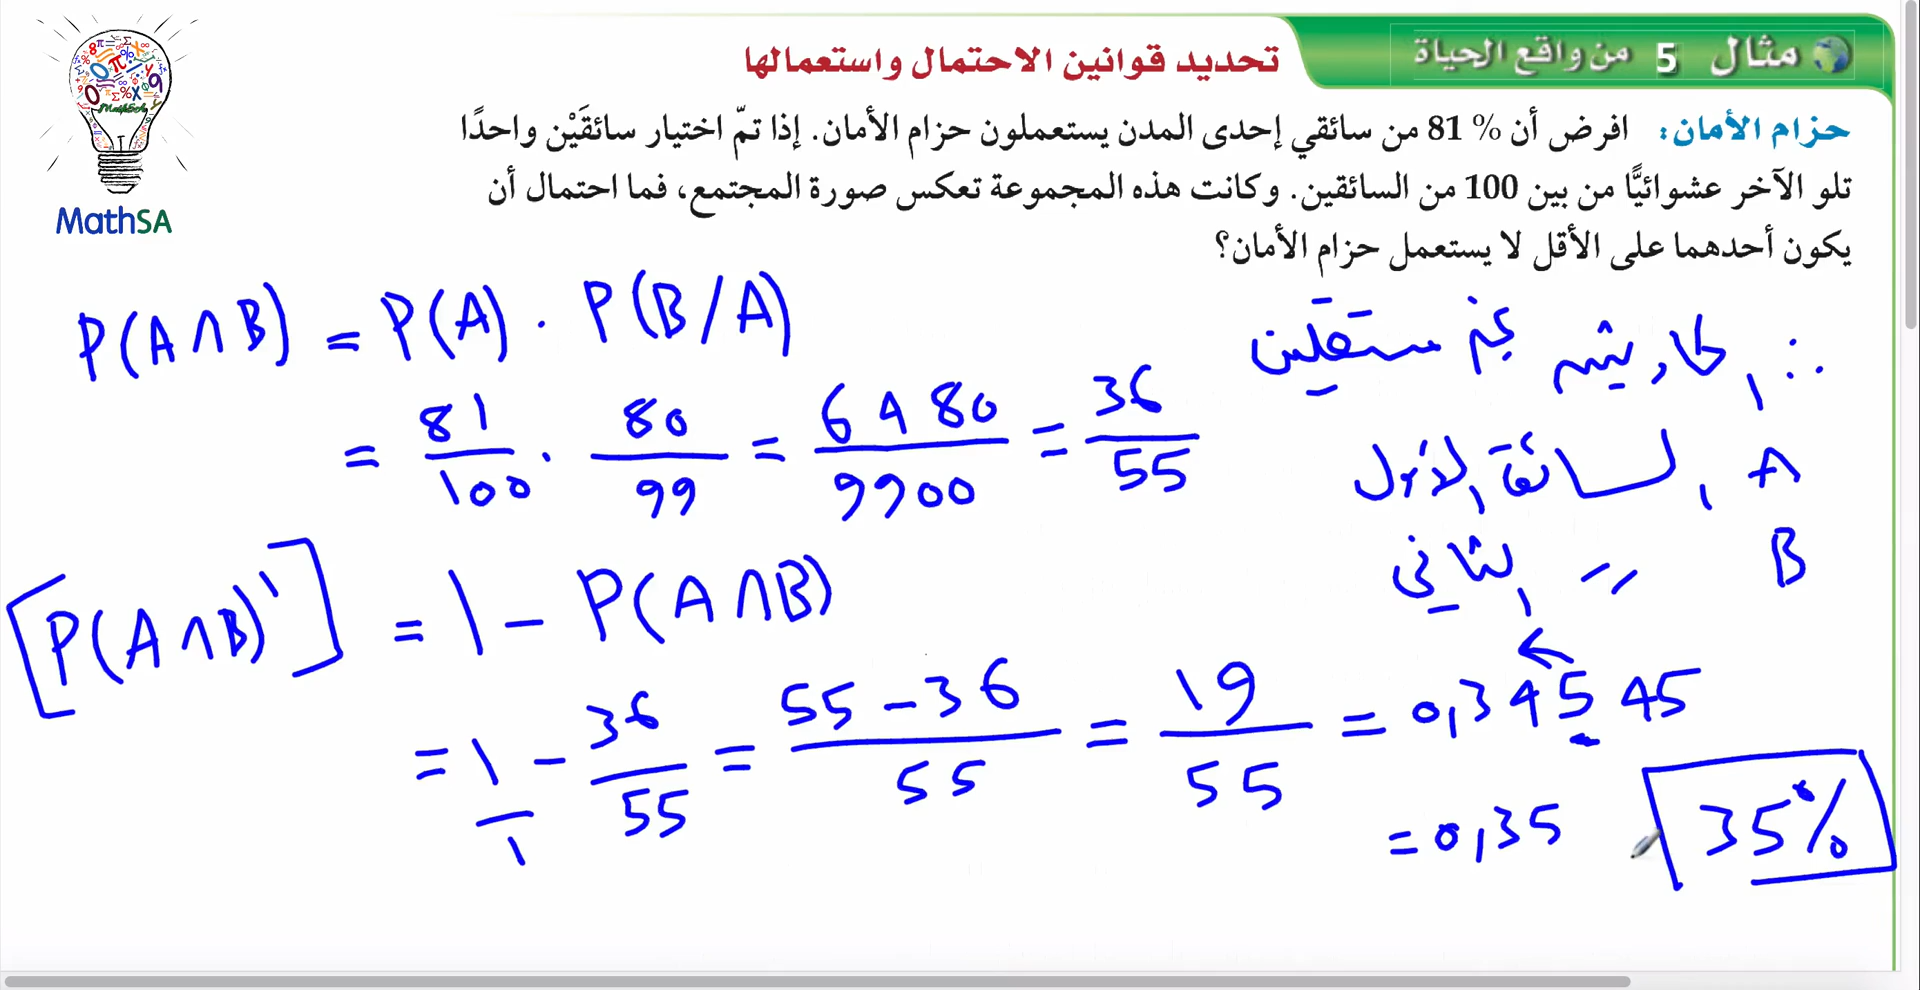 مثال 5 من واقع الحياة
تحديد قوانين الاحتمال واستعمالها
MathSA
حزام الأمان: افرض أن % 81 من سائقي إحدى المدن يستعملون حزام الأمان. إذا تمّ اختيار سائقَيْن واحدًا
تلو الآخر عشوائيًّا من بين 100 من السائقين. وكانت هذه المجموعة تعكس صورة المجتمع، فما احتمال أن
يكون أحدهما على الأقل لا يستعمل حزام الأمان؟
∴ الحادثتين غير مستقلتين
P(A∩B) = P(A) . P(B/A)
= 81/100 . 80/99 = 6480/9900 = 36/55
A السائق الأول
B " الثاني
[P(A∩B)'] = 1 - P(A∩B)
= 1/1 - 36/55 = 55-36/55 = 19/55 = 0,34545
= 0,35 35%